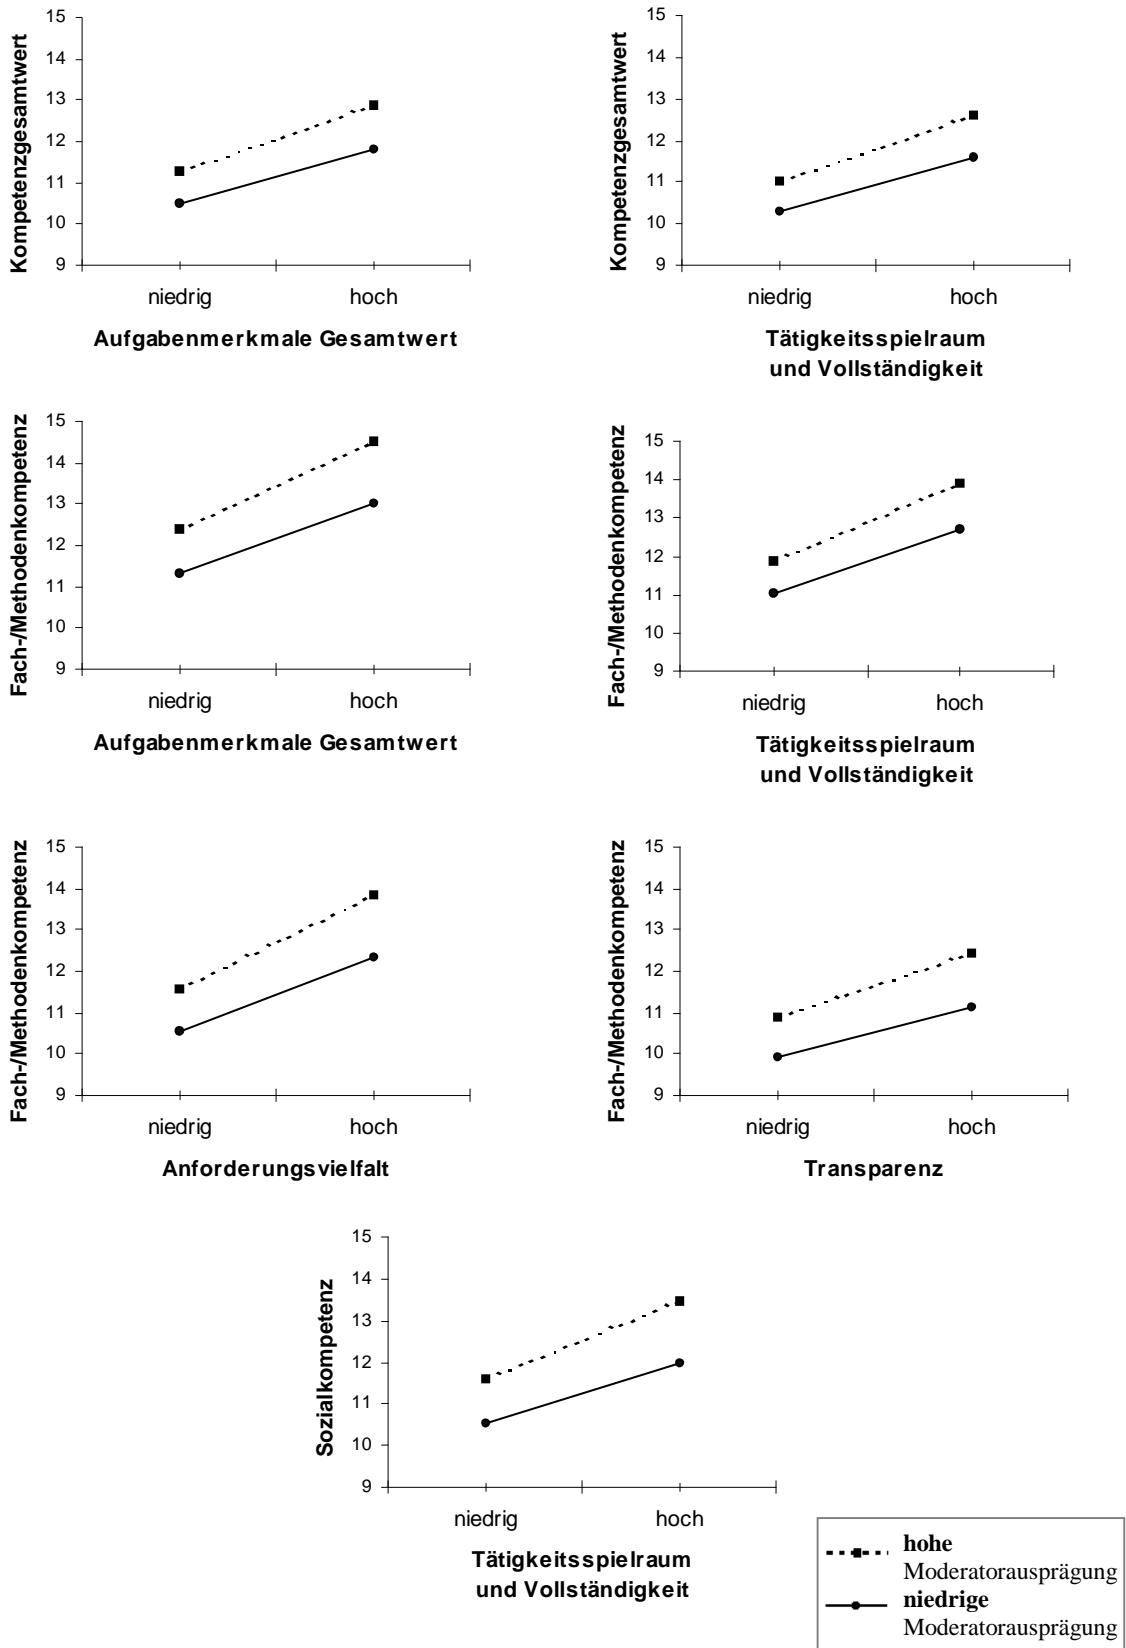 Kompetenzgesamtwert
15
14
13
12
11
10
9
niedrig hoch
Aufgabenmerkmale Gesamtwert
Kompetenzgesamtwert
15
14
13
12
11
10
9
niedrig hoch
Tätigkeitsspielraum
und Vollständigkeit
Fach-/Methodenkompetenz
15
14
13
12
11
10
9
niedrig hoch
Aufgabenmerkmale Gesamtwert
Fach-/Methodenkompetenz
15
14
13
12
11
10
9
niedrig hoch
Tätigkeitsspielraum
und Vollständigkeit
Fach-/Methodenkompetenz
15
14
13
12
11
10
9
niedrig hoch
Anforderungsvielfalt
Fach-/Methodenkompetenz
15
14
13
12
11
10
9
niedrig hoch
Transparenz
Sozialkompetenz
15
14
13
12
11
10
9
niedrig hoch
Tätigkeitsspielraum
und Vollständigkeit
hohe
Moderatorausprägung
niedrige
Moderatorausprägung